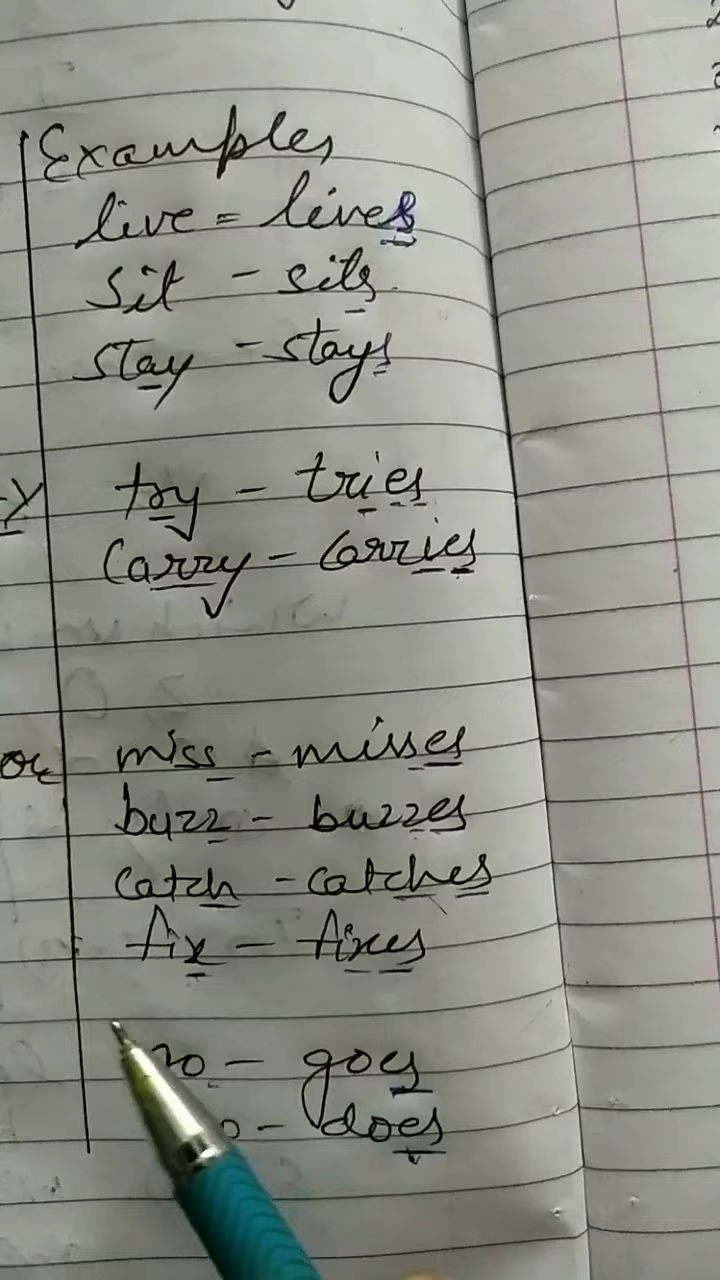 Examples
live = lives
sit - sits.
stay - stays
-y try - tries
Carry - Carries
miss - misses
buzz - buzzes
catch - catches
fix - fixes
- goes
- does